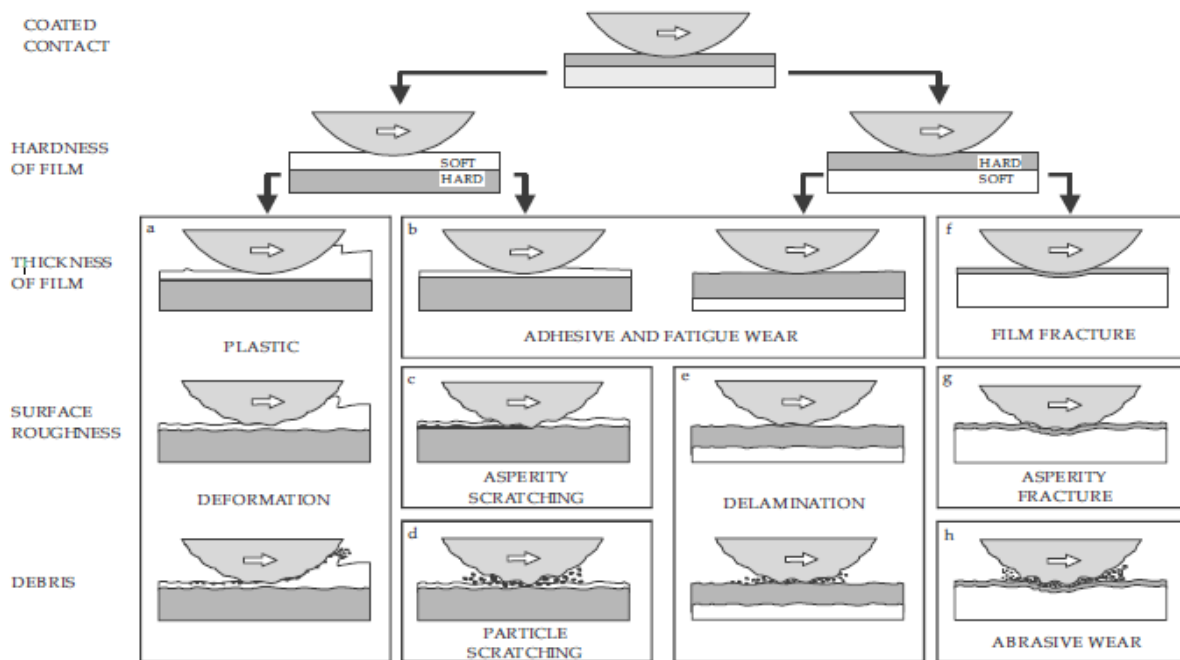 COATED
CONTACT
HARDNESS
OF FILM
SOFT
HARD
HARD
SOFT
a
b
f
THICKNESS
OF FILM
PLASTIC
ADHESIVE AND FATIGUE WEAR
FILM FRACTURE
c
e
g
SURFACE
ROUGHNESS
DEFORMATION
ASPERITY
SCRATCHING
DELAMINATION
ASPERITY
FRACTURE
d
h
DEBRIS
PARTICLE
SCRATCHING
ABRASIVE WEAR